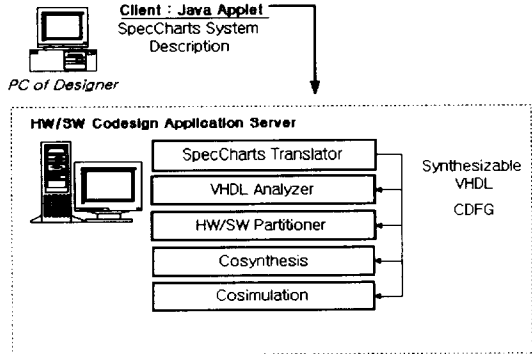 Client : Java Applet
SpecCharts System
Description
PC of Designer
HW/SW Codesign Application Server
SpecCharts Translator
VHDL Analyzer
HW/SW Partitioner
Cosynthesis
Cosimulation
Synthesizable
VHDL
CDFG